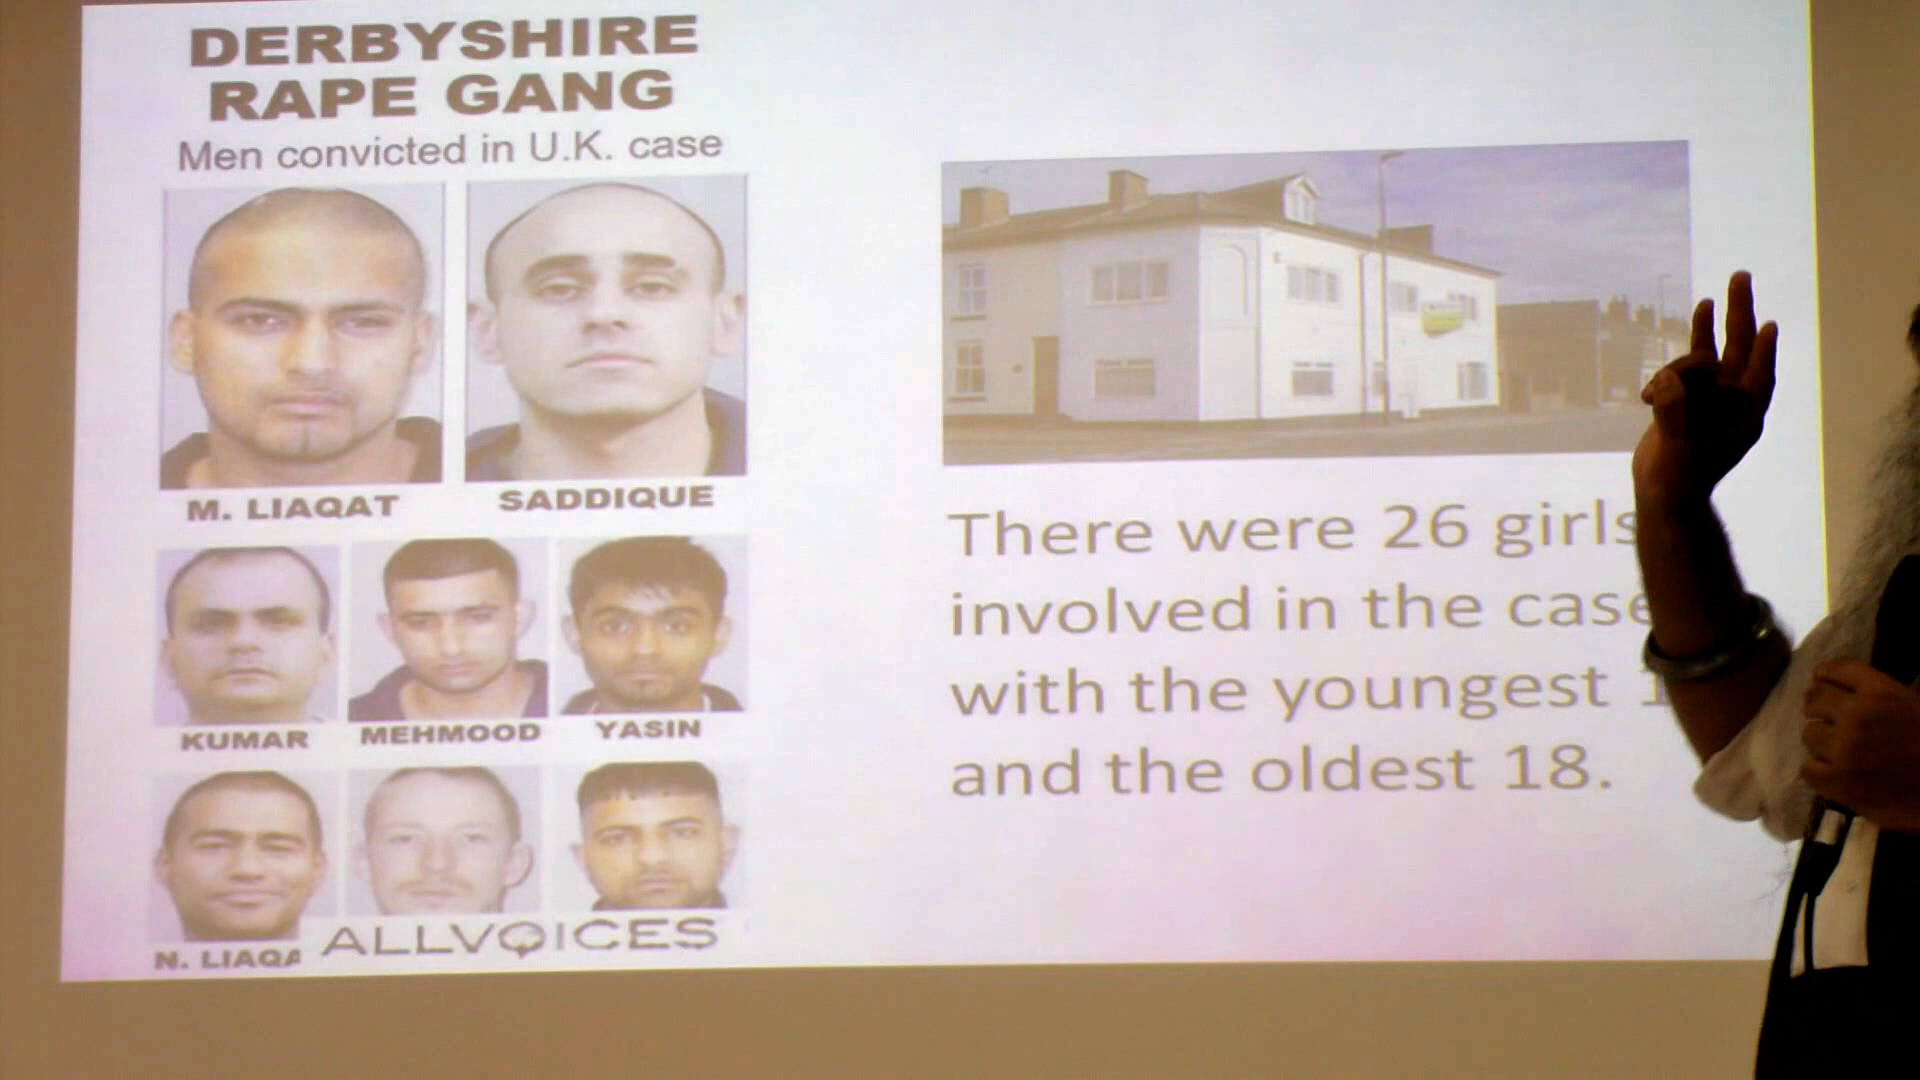 DERBYSHIRE
RAPE GANG
Men convicted in U.K. case
M. LIAQAT
SADDIQUE
KUMAR
MEHMOOD
YASIN
N. LIAQA
ALLVOICES
There were 26 girls
involved in the case
with the youngest
and the oldest 18.